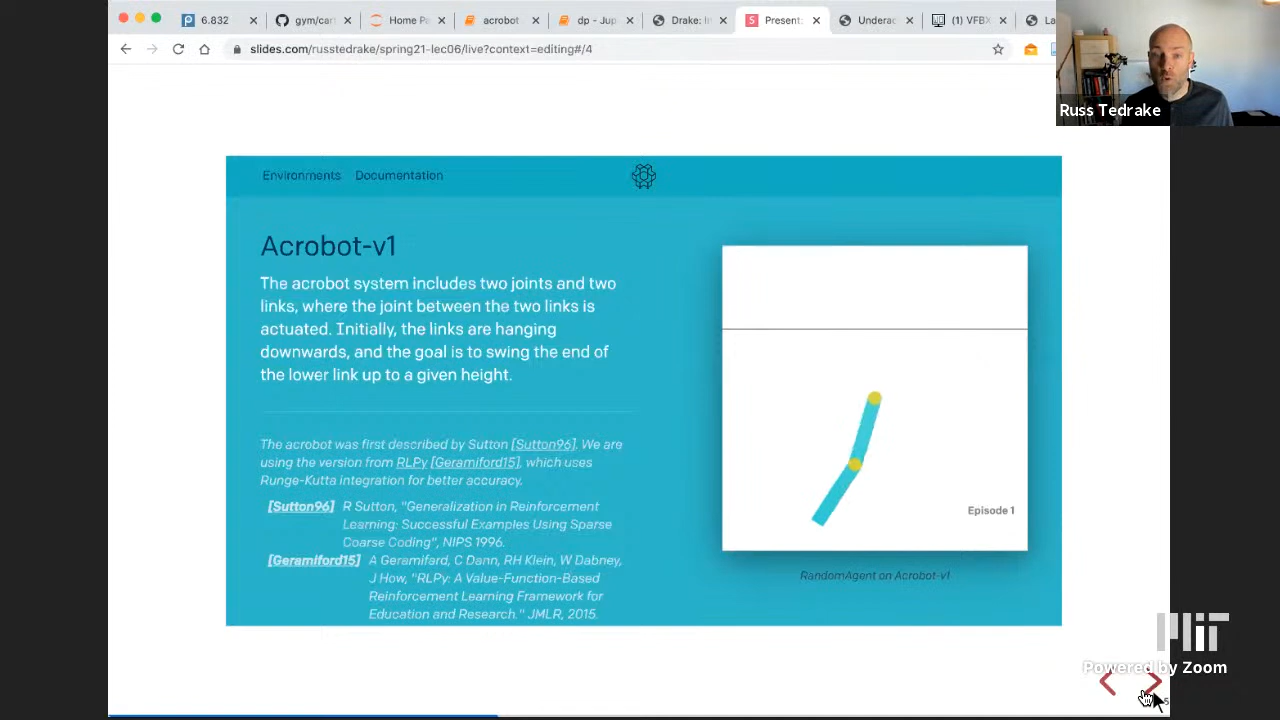 6.832
gym/car
Home P
acrobot
dp - Jup
Drake: I
Present:
Underac
(1) VFBX
La
slides.com/russtedrake/spring21-lec06/live?context=editing#/4
Russ Tedrake
Environments Documentation
Acrobot-v1
The acrobot system includes two joints and two
links, where the joint between the two links is
actuated. Initially, the links are hanging
downwards, and the goal is to swing the end of
the lower link up to a given height.
The acrobot was first described by Sutton [Sutton96]. We are
using the version from RLPy [Geramiford15], which uses
Runge-Kutta integration for better accuracy.
[Sutton96] R Sutton, "Generalization in Reinforcement
Learning: Successful Examples Using Sparse
Coarse Coding", NIPS 1996.
[Geramiford15] A Geramifard, C Dann, RH Klein, W Dabney,
J How, "RLPy: A Value-Function-Based
Reinforcement Learning Framework for
Education and Research." JMLR, 2015.
Episode 1
RandomAgent on Acrobot-v1
MIT
Powered by Zoom
5